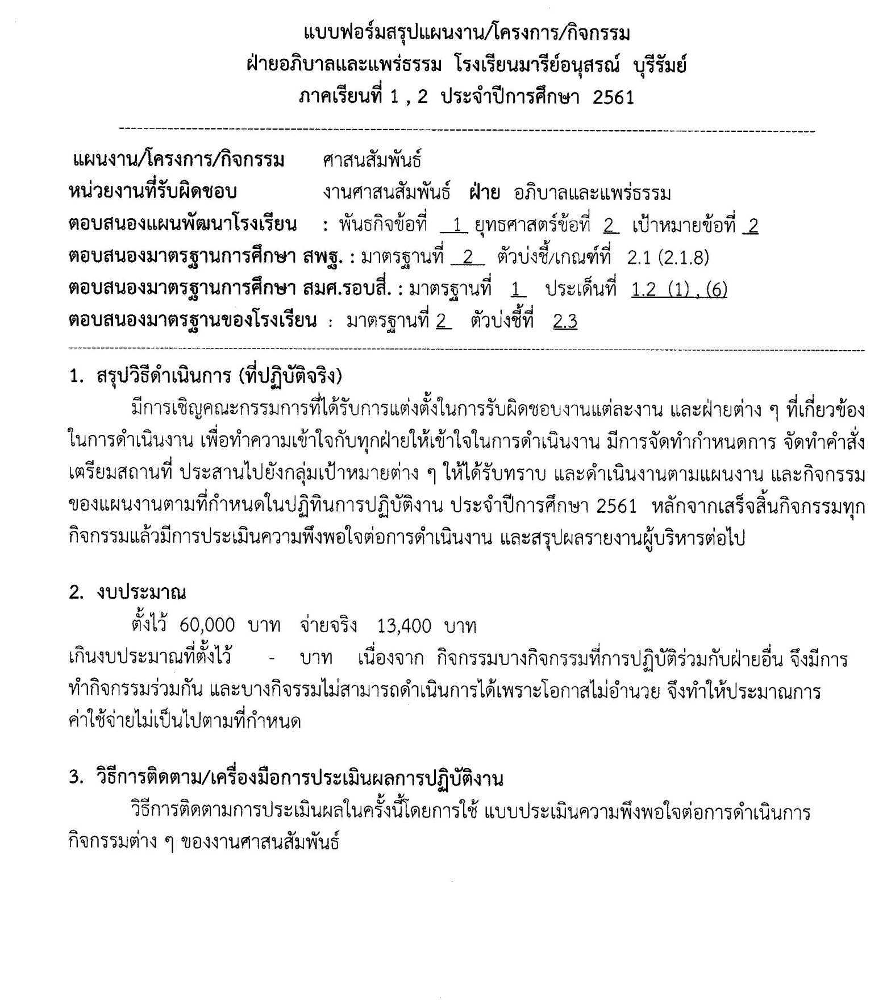 แบบฟอร์มสรุปแผนงาน/โครงการ/กิจกรรม
ฝ่ายอภิบาลและแพร่ธรรม โรงเรียนมารีย์อนุสรณ์ บุรีรัมย์
ภาคเรียนที่ 1 , 2 ประจำปีการศึกษา 2561
แผนงาน/โครงการ/กิจกรรม ศาสนสัมพันธ์
หน่วยงานที่รับผิดชอบ งานศาสนสัมพันธ์ ฝ่าย อภิบาลและแพร่ธรรม
ตอบสนองแผนพัฒนาโรงเรียน : พันธกิจข้อที่ 1 ยุทธศาสตร์ข้อที่ 2 เป้าหมายข้อที่ 2
ตอบสนองมาตรฐานการศึกษา สพฐ. : มาตรฐานที่ 2 ตัวบ่งชี้/เกณฑ์ที่ 2.1 (2.1.8)
ตอบสนองมาตรฐานการศึกษา สมศ.รอบสี่. : มาตรฐานที่ 1 ประเด็นที่ 1.2 (1) , (6)
ตอบสนองมาตรฐานของโรงเรียน : มาตรฐานที่ 2 ตัวบ่งชี้ที่ 2.3
1. สรุปวิธีดำเนินการ (ที่ปฏิบัติจริง)
มีการเชิญคณะกรรมการที่ได้รับการแต่งตั้งในการรับผิดชอบงานแต่ละงาน และฝ่ายต่าง ๆ ที่เกี่ยวข้อง
ในการดำเนินงาน เพื่อทำความเข้าใจกับทุกฝ่ายให้เข้าใจในการดำเนินงาน มีการจัดทำกำหนดการ จัดทำคำสั่ง
เตรียมสถานที่ ประสานไปยังกลุ่มเป้าหมายต่าง ๆ ให้ได้รับทราบ และดำเนินงานตามแผนงาน และกิจกรรม
ของแผนงานตามที่กำหนดในปฏิทินการปฏิบัติงาน ประจำปีการศึกษา 2561 หลักจากเสร็จสิ้นกิจกรรมทุก
กิจกรรมแล้วมีการประเมินความพึงพอใจต่อการดำเนินงาน และสรุปผลรายงานผู้บริหารต่อไป
2. งบประมาณ
ตั้งไว้ 60,000 บาท จ่ายจริง 13,400 บาท
เกินงบประมาณที่ตั้งไว้ - บาท เนื่องจาก กิจกรรมบางกิจกรรมที่การปฏิบัติร่วมกับฝ่ายอื่น จึงมีการ
ทำกิจกรรมร่วมกัน และบางกิจรรมไม่สามารถดำเนินการได้เพราะโอกาสไม่อำนวย จึงทำให้ประมาณการ
ค่าใช้จ่ายไม่เป็นไปตามที่กำหนด
3. วิธีการติดตาม/เครื่องมือการประเมินผลการปฏิบัติงาน
วิธีการติดตามการประเมินผลในครั้งนี้โดยการใช้ แบบประเมินความพึงพอใจต่อการดำเนินการ
กิจกรรมต่าง ๆ ของงานศาสนสัมพันธ์